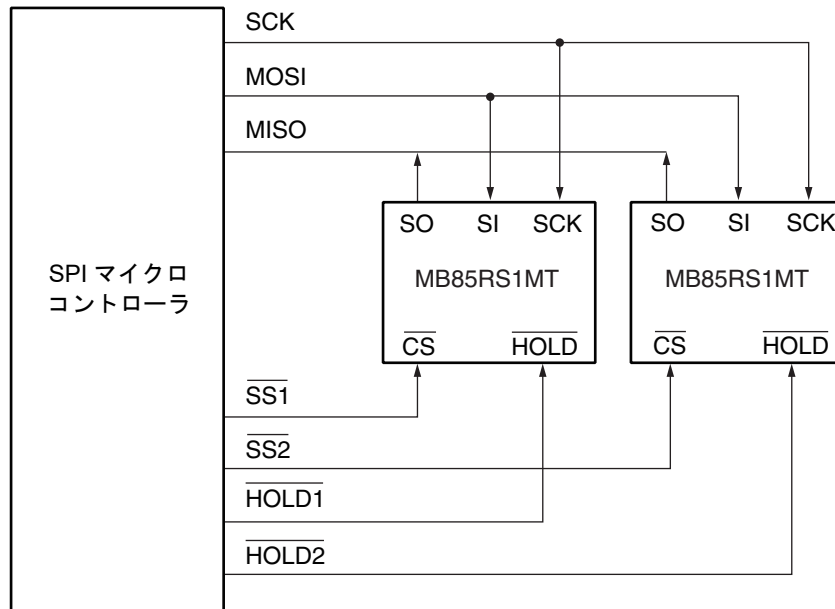 SCK
MOSI
MISO
SO SI SCK
MB85RS1MT
CS HOLD
SO SI SCK
MB85RS1MT
CS HOLD
SPI マイクロ
コントローラ
SS1
SS2
HOLD1
HOLD2